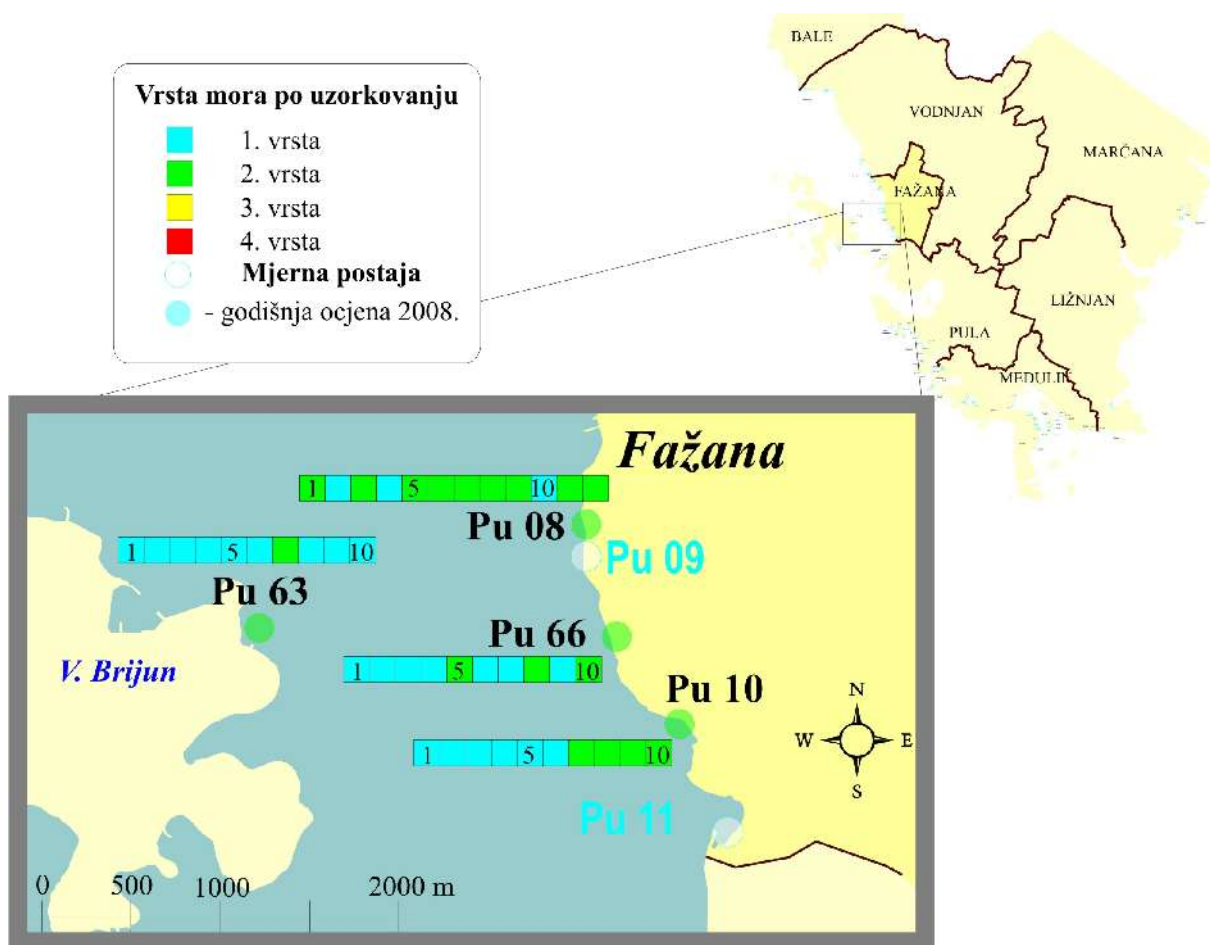 Vrsta mora po uzorkovanju
1. vrsta
2. vrsta
3. vrsta
4. vrsta
Mjerna postaja
- godišnja ocjena 2008.
BALE
VODNJAN
MARČANA
FAŽANA
LIŽNJAN
PULA
MEDULIN
Fažana
1 5 10
Pu 08
Pu 09
1 5 10
Pu 63
Pu 66
V. Brijun
1 5 10
Pu 10
N
W E
S
1 5 10
Pu 11
0 500 1000 2000 m